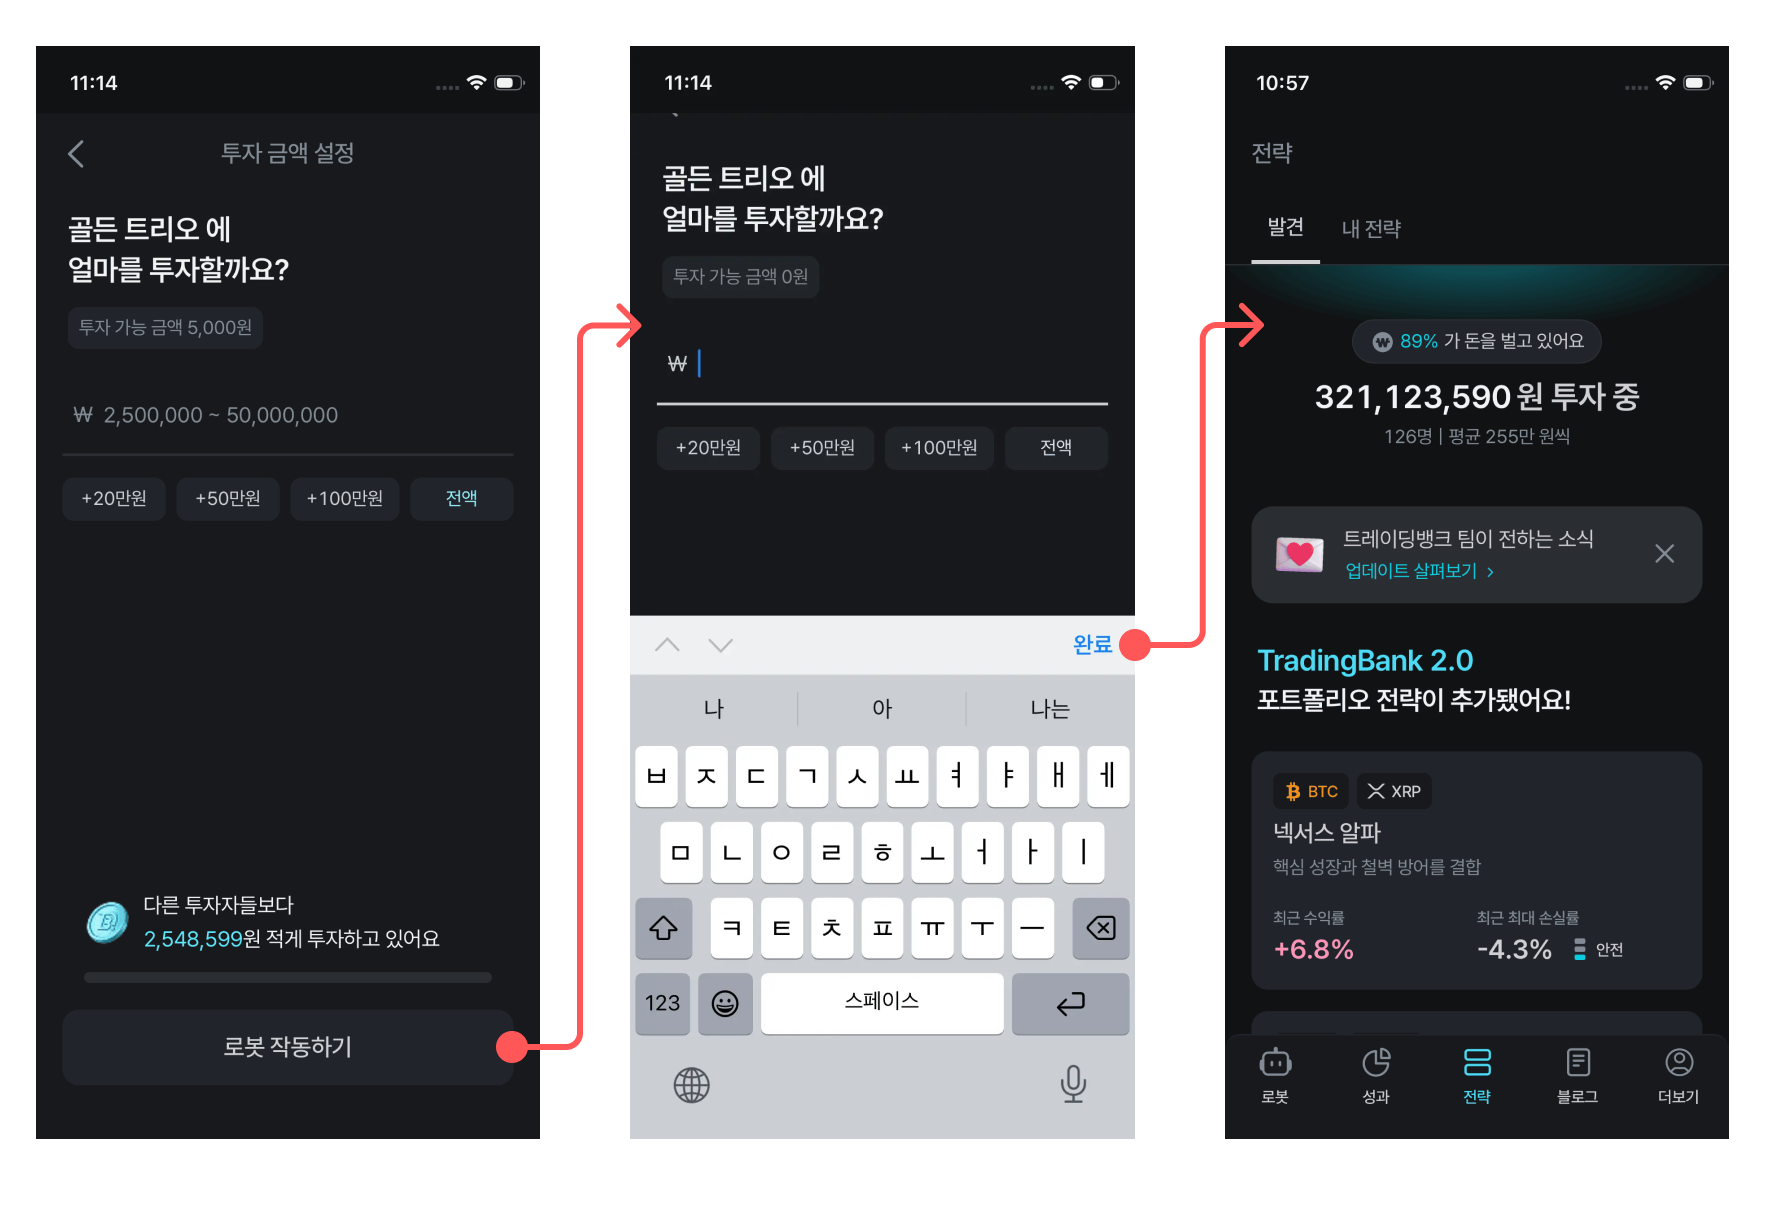 11:14
투자 금액 설정
골든 트리오 에
얼마를 투자할까요?
투자 가능 금액 5,000원
₩ 2,500,000 ~ 50,000,000
+20만원 +50만원 +100만원 전액
다른 투자자들보다
2,548,599원 적게 투자하고 있어요
로봇 작동하기
11:14
골든 트리오 에
얼마를 투자할까요?
투자 가능 금액 0원
₩
+20만원 +50만원 +100만원 전액
완료
나 아 나는
ㅂ ㅈ ㄷ ㄱ ㅅ ㅛ ㅕ ㅑ ㅐ ㅔ
ㅁ ㄴ ㅇ ㄹ ㅎ ㅗ ㅓ ㅏ ㅣ
ㅋ ㅌ ㅊ ㅍ ㅠ ㅜ ㅡ
123 스페이스
10:57
전략
발견 내 전략
₩ 89% 가 돈을 벌고 있어요
321,123,590원 투자 중
126명 | 평균 255만 원씩
트레이딩뱅크 팀이 전하는 소식
업데이트 살펴보기 >
TradingBank 2.0
포트폴리오 전략이 추가됐어요!
BTC XRP
넥서스 알파
핵심 성장과 철벽 방어를 결합
최근 수익률 최근 최대 손실률
+6.8% -4.3% 안전
로봇 성과 전략 블로그 더보기